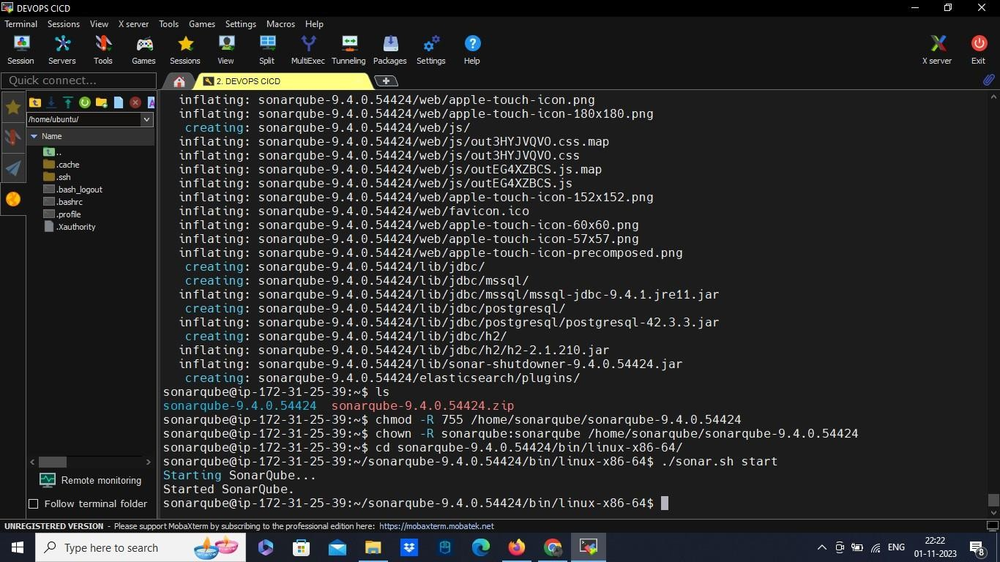 DEVOPS CICD
Terminal Sessions View X server Tools Games Settings Macros Help
Session Servers Tools Games Sessions View Split MultiExec Tunneling Packages Settings Help X server Exit
Quick connect...
2. DEVOPS CICD
/home/ubuntu/
Name
..
.cache
.ssh
.bash_logout
.bashrc
.profile
.Xauthority
Remote monitoring
Follow terminal folder
inflating: sonarqube-9.4.0.54424/web/apple-touch-icon.png
inflating: sonarqube-9.4.0.54424/web/apple-touch-icon-180x180.png
creating: sonarqube-9.4.0.54424/web/js/
inflating: sonarqube-9.4.0.54424/web/js/out3HYJVQVO.css.map
inflating: sonarqube-9.4.0.54424/web/js/out3HYJVQVO.css
inflating: sonarqube-9.4.0.54424/web/js/outEG4XZBCS.js.map
inflating: sonarqube-9.4.0.54424/web/js/outEG4XZBCS.js
inflating: sonarqube-9.4.0.54424/web/apple-touch-icon-152x152.png
inflating: sonarqube-9.4.0.54424/web/favicon.ico
inflating: sonarqube-9.4.0.54424/web/apple-touch-icon-60x60.png
inflating: sonarqube-9.4.0.54424/web/apple-touch-icon-57x57.png
inflating: sonarqube-9.4.0.54424/web/apple-touch-icon-precomposed.png
creating: sonarqube-9.4.0.54424/lib/jdbc/
creating: sonarqube-9.4.0.54424/lib/jdbc/mssql/
inflating: sonarqube-9.4.0.54424/lib/jdbc/mssql/mssql-jdbc-9.4.1.jre11.jar
creating: sonarqube-9.4.0.54424/lib/jdbc/postgresql/
inflating: sonarqube-9.4.0.54424/lib/jdbc/postgresql/postgresql-42.3.3.jar
creating: sonarqube-9.4.0.54424/lib/jdbc/h2/
inflating: sonarqube-9.4.0.54424/lib/jdbc/h2/h2-2.1.210.jar
inflating: sonarqube-9.4.0.54424/lib/sonar-shutdowner-9.4.0.54424.jar
creating: sonarqube-9.4.0.54424/elasticsearch/plugins/
sonarqube@ip-172-31-25-39:~$ ls
sonarqube-9.4.0.54424 sonarqube-9.4.0.54424.zip
sonarqube@ip-172-31-25-39:~$ chmod -R 755 /home/sonarqube/sonarqube-9.4.0.54424
sonarqube@ip-172-31-25-39:~$ chown -R sonarqube:sonarqube /home/sonarqube/sonarqube-9.4.0.54424
sonarqube@ip-172-31-25-39:~$ cd sonarqube-9.4.0.54424/bin/linux-x86-64/
sonarqube@ip-172-31-25-39:~/sonarqube-9.4.0.54424/bin/linux-x86-64$ ./sonar.sh start
Starting SonarQube...
Started SonarQube.
sonarqube@ip-172-31-25-39:~/sonarqube-9.4.0.54424/bin/linux-x86-64$
UNREGISTERED VERSION - Please support MobaXterm by subscribing to the professional edition here: https://mobaxterm.mobatek.net
Type here to search
ENG
22:22
01-11-2023
8